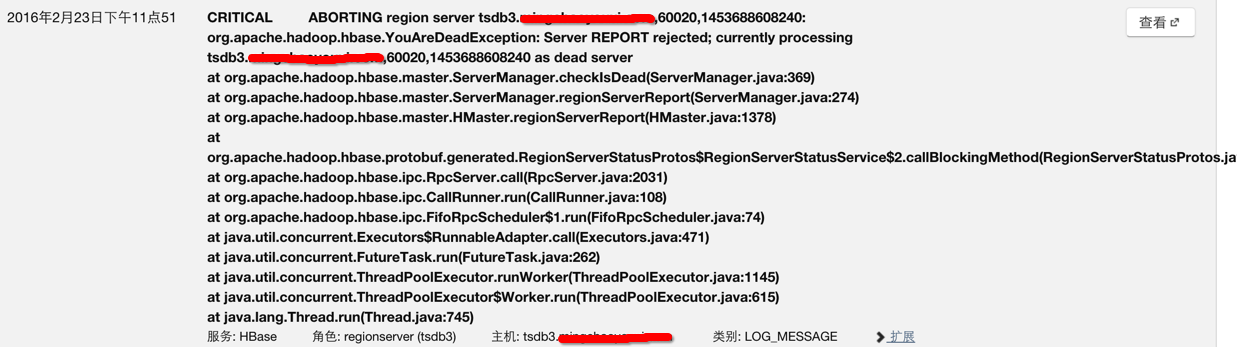 2016年2月23日下午11点51 CRITICAL ABORTING region server tsdb3. ,60020,1453688608240: 查看
org.apache.hadoop.hbase.YouAreDeadException: Server REPORT rejected; currently processing
tsdb3. ,60020,1453688608240 as dead server
at org.apache.hadoop.hbase.master.ServerManager.checkIsDead(ServerManager.java:369)
at org.apache.hadoop.hbase.master.ServerManager.regionServerReport(ServerManager.java:274)
at org.apache.hadoop.hbase.master.HMaster.regionServerReport(HMaster.java:1378)
at
org.apache.hadoop.hbase.protobuf.generated.RegionServerStatusProtos$RegionServerStatusService$2.callBlockingMethod(RegionServerStatusProtos.ja
at org.apache.hadoop.hbase.ipc.RpcServer.call(RpcServer.java:2031)
at org.apache.hadoop.hbase.ipc.CallRunner.run(CallRunner.java:108)
at org.apache.hadoop.hbase.ipc.FifoRpcScheduler$1.run(FifoRpcScheduler.java:74)
at java.util.concurrent.Executors$RunnableAdapter.call(Executors.java:471)
at java.util.concurrent.FutureTask.run(FutureTask.java:262)
at java.util.concurrent.ThreadPoolExecutor.runWorker(ThreadPoolExecutor.java:1145)
at java.util.concurrent.ThreadPoolExecutor$Worker.run(ThreadPoolExecutor.java:615)
at java.lang.Thread.run(Thread.java:745)
服务: HBase 角色: regionserver (tsdb3) 主机: tsdb3. 类别: LOG_MESSAGE 扩展